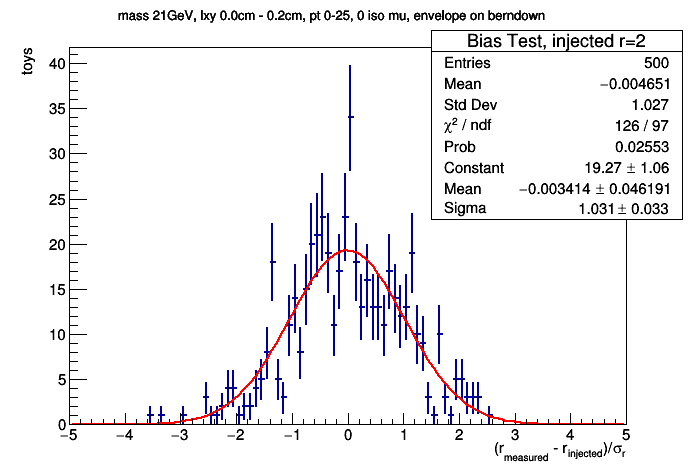 mass 21GeV, lxy 0.0cm - 0.2cm, pt 0-25, 0 iso mu, envelope on berndown
Bias Test, injected r=2
Entries 500
Mean −0.004651
Std Dev 1.027
χ² / ndf 126 / 97
Prob 0.02553
Constant 19.27 ± 1.06
Mean −0.003414 ± 0.046191
Sigma 1.031 ± 0.033
toys
40
35
30
25
20
15
10
5
0
−5 −4 −3 −2 −1 0 1 2 3 4 5
(r_measured - r_injected)/σ_r